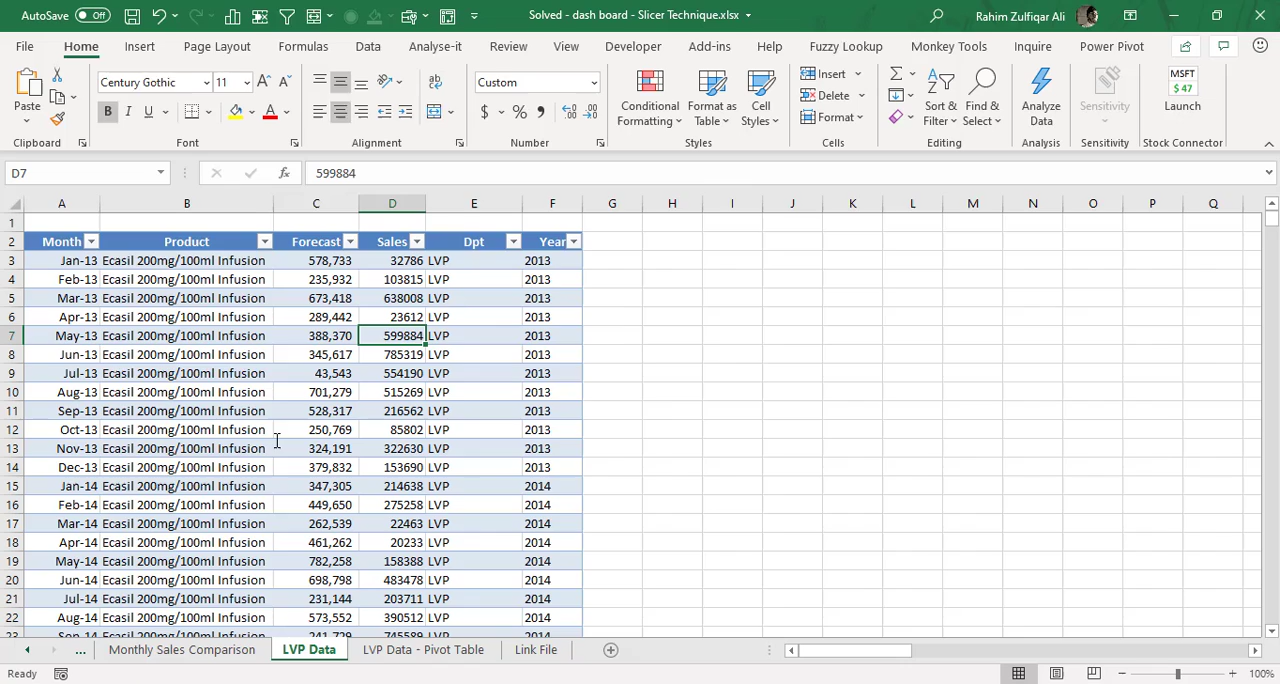 AutoSave Off Solved - dash board - Slicer Technique.xlsx Rahim Zulfiqar Ali
File Home Insert Page Layout Formulas Data Analyse-it Review View Developer Add-ins Help Fuzzy Lookup Monkey Tools Inquire Power Pivot
Paste Century Gothic 11 Custom Conditional Formatting Format as Table Cell Styles Insert Delete Format Sort & Filter Find & Select Analyze Data Sensitivity MSFT $ 47 Launch
Clipboard Font Alignment Number Styles Cells Editing Analysis Sensitivity Stock Connector
D7 fx 599884
A B C D E F G H I J K L M N O P Q
1
2 Month Product Forecast Sales Dpt Year
3 Jan-13 Ecasil 200mg/100ml Infusion 578,733 32786 LVP 2013
4 Feb-13 Ecasil 200mg/100ml Infusion 235,932 103815 LVP 2013
5 Mar-13 Ecasil 200mg/100ml Infusion 673,418 638008 LVP 2013
6 Apr-13 Ecasil 200mg/100ml Infusion 289,442 23612 LVP 2013
7 May-13 Ecasil 200mg/100ml Infusion 388,370 599884 LVP 2013
8 Jun-13 Ecasil 200mg/100ml Infusion 345,617 785319 LVP 2013
9 Jul-13 Ecasil 200mg/100ml Infusion 43,543 554190 LVP 2013
10 Aug-13 Ecasil 200mg/100ml Infusion 701,279 515269 LVP 2013
11 Sep-13 Ecasil 200mg/100ml Infusion 528,317 216562 LVP 2013
12 Oct-13 Ecasil 200mg/100ml Infusion 250,769 85802 LVP 2013
13 Nov-13 Ecasil 200mg/100ml Infusion 324,191 322630 LVP 2013
14 Dec-13 Ecasil 200mg/100ml Infusion 379,832 153690 LVP 2013
15 Jan-14 Ecasil 200mg/100ml Infusion 347,305 214638 LVP 2014
16 Feb-14 Ecasil 200mg/100ml Infusion 449,650 275258 LVP 2014
17 Mar-14 Ecasil 200mg/100ml Infusion 262,539 22463 LVP 2014
18 Apr-14 Ecasil 200mg/100ml Infusion 461,262 20233 LVP 2014
19 May-14 Ecasil 200mg/100ml Infusion 782,258 158388 LVP 2014
20 Jun-14 Ecasil 200mg/100ml Infusion 698,798 483478 LVP 2014
21 Jul-14 Ecasil 200mg/100ml Infusion 231,144 203711 LVP 2014
22 Aug-14 Ecasil 200mg/100ml Infusion 573,552 390512 LVP 2014
23 Sep-14 Ecasil 200mg/100ml Infusion 241,729 745589 LVP 2014
... Monthly Sales Comparison LVP Data LVP Data - Pivot Table Link File
Ready 100%